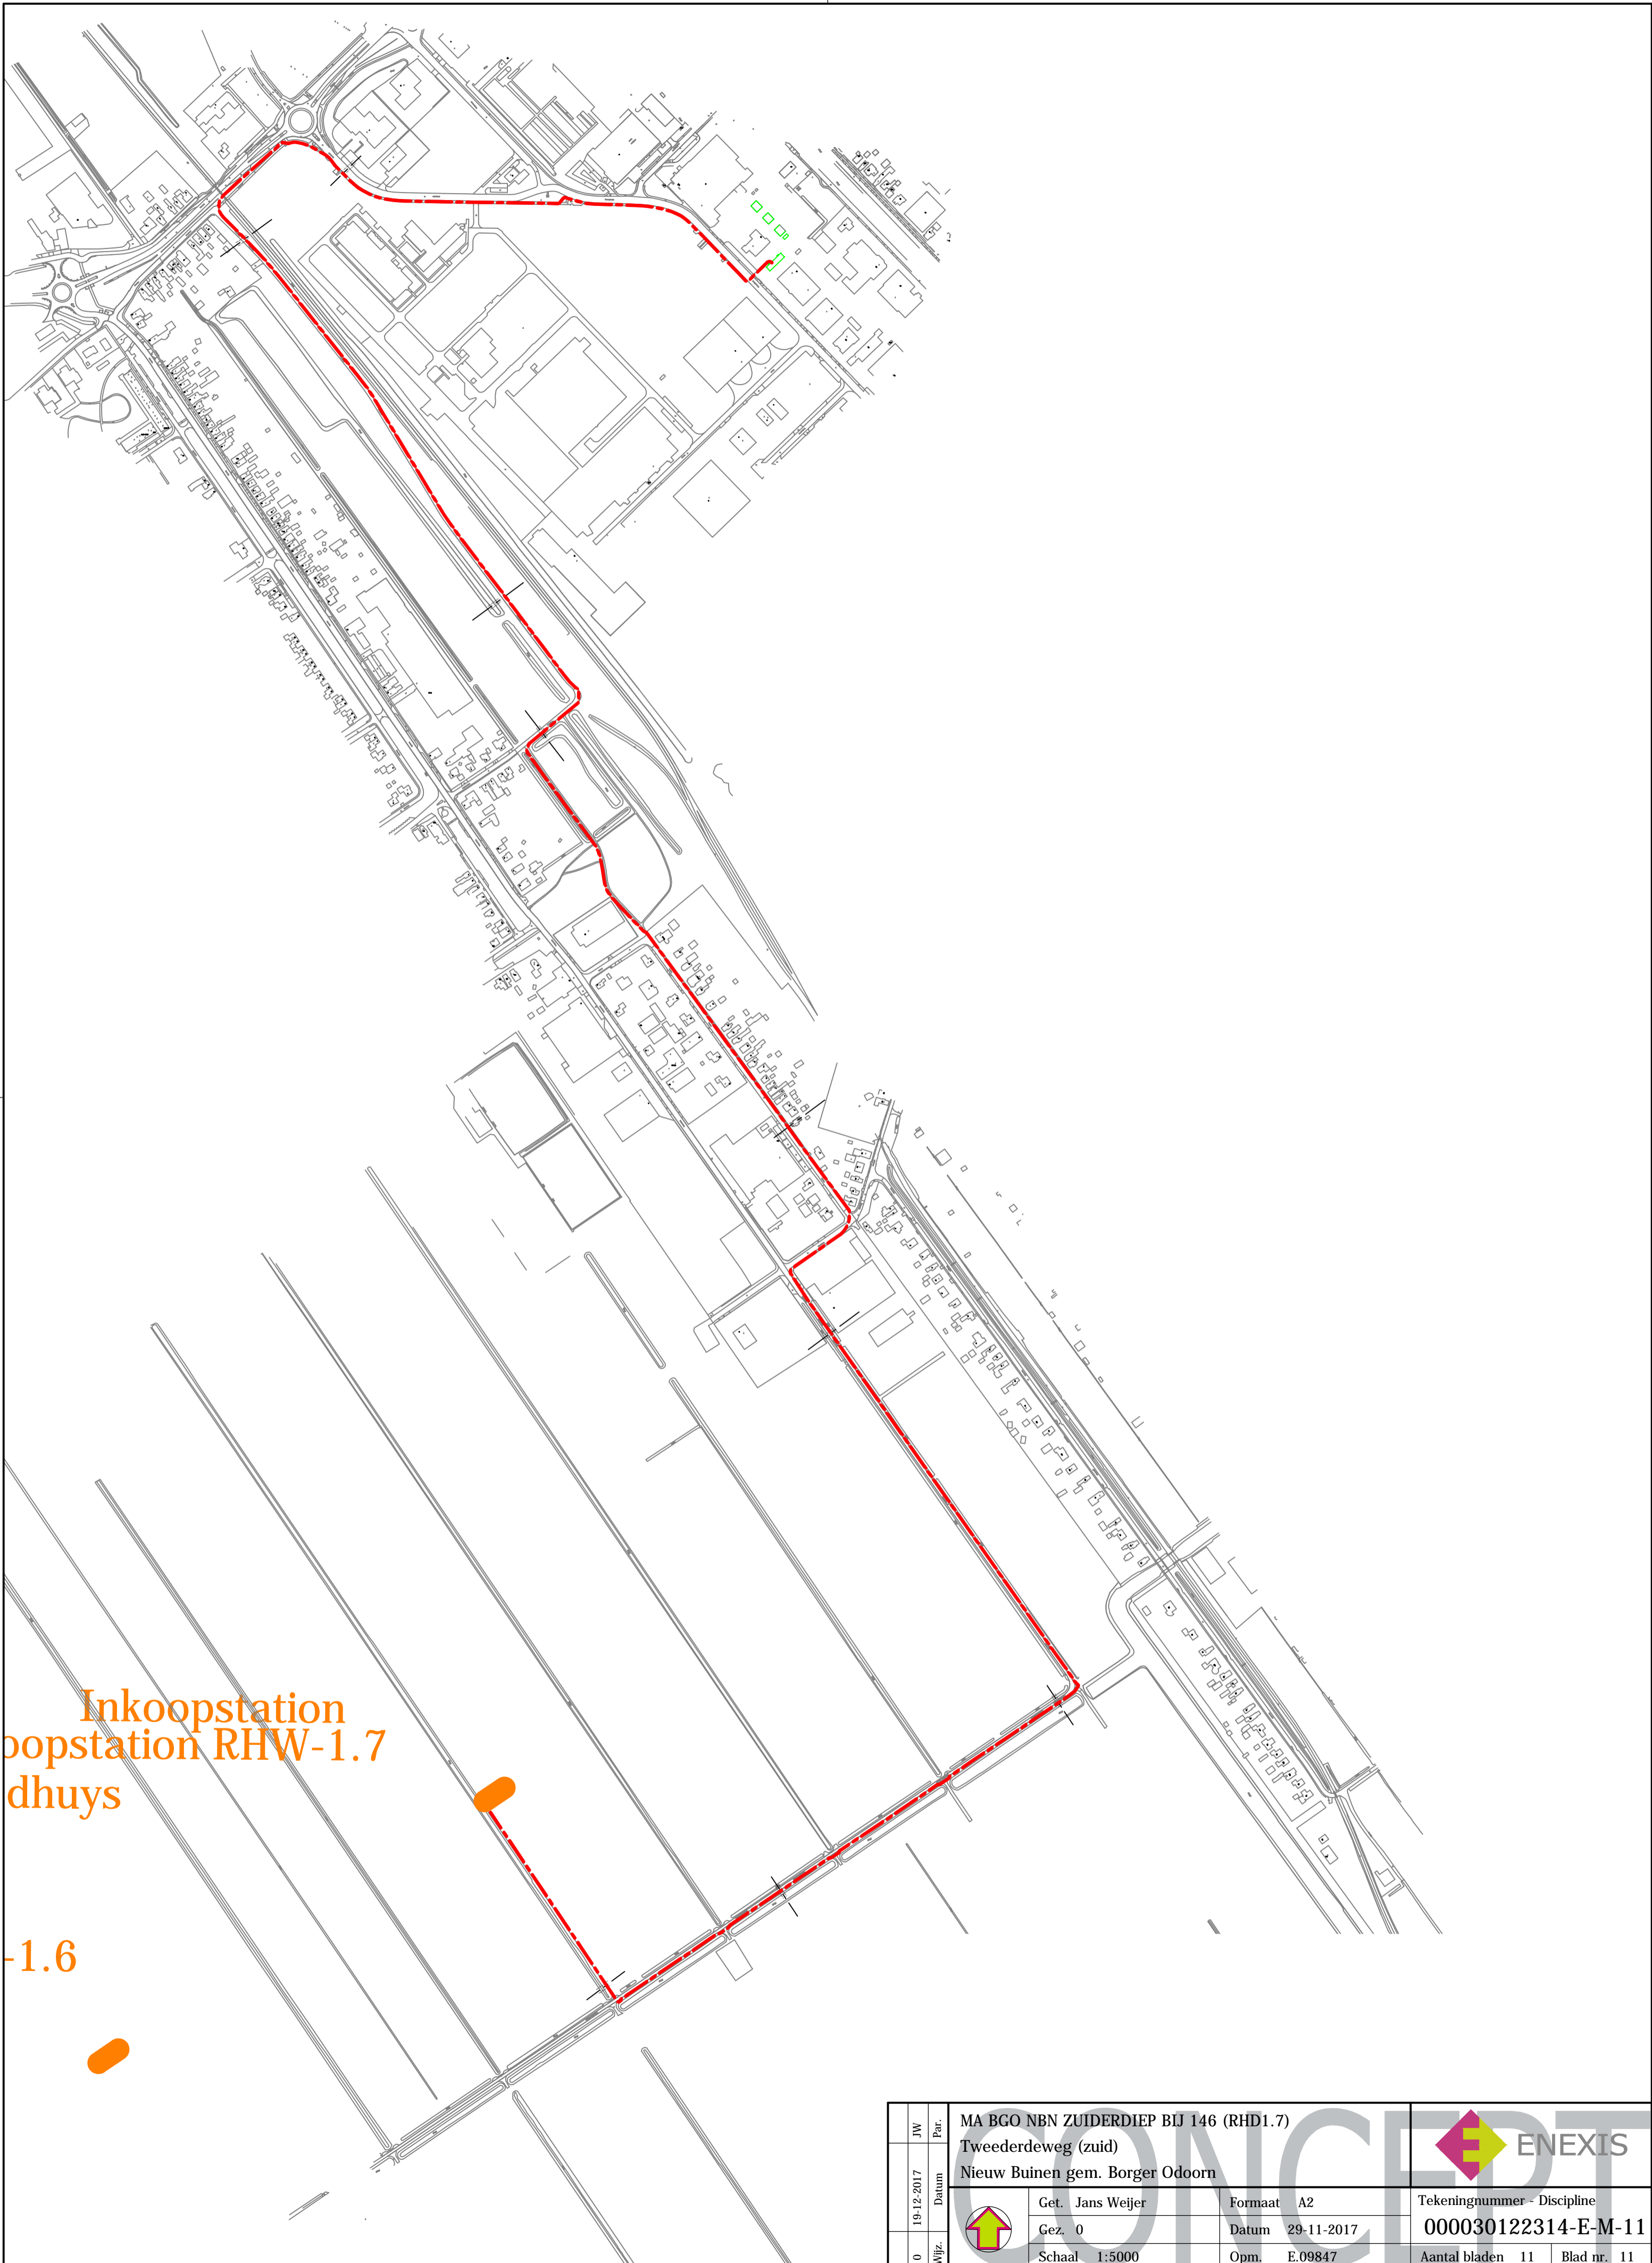 Inkoopstation
oopstation RHW-1.7
dhuys
-1.6
CONCEPT
MA BGO NBN ZUIDERDIEP BIJ 146 (RHD1.7)
Tweederdeweg (zuid)
Nieuw Buinen gem. Borger Odoorn
ENEXIS
JW
Par.
19-12-2017
Datum
0
Wijz.
Get. Jans Weijer
Formaat A2
Gez. 0
Datum 29-11-2017
Schaal 1:5000
Opm. E.09847
Tekeningnummer - Discipline
000030122314-E-M-11
Aantal bladen 11
Blad nr. 11